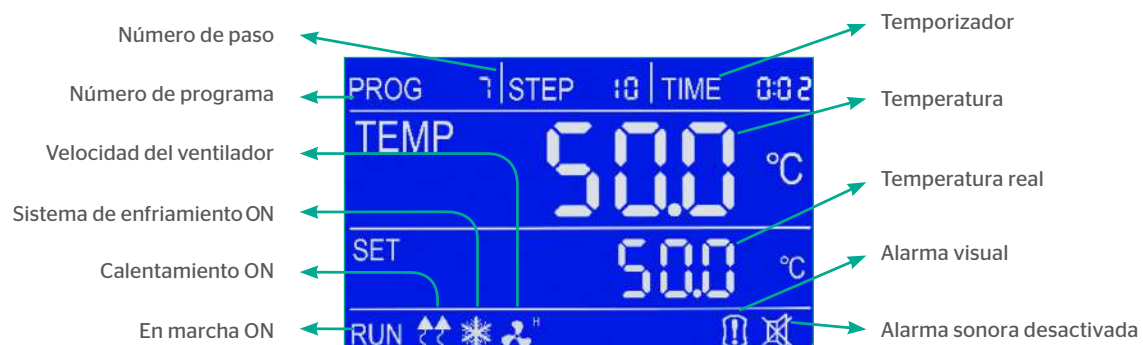 Número de paso
Número de programa
Velocidad del ventilador
Sistema de enfriamiento ON
Calentamiento ON
En marcha ON
PROG 7 STEP 10 TIME 0:02
TEMP 50.0 °C
SET 50.0 °C
RUN H
Temporizador
Temperatura
Temperatura real
Alarma visual
Alarma sonora desactivada